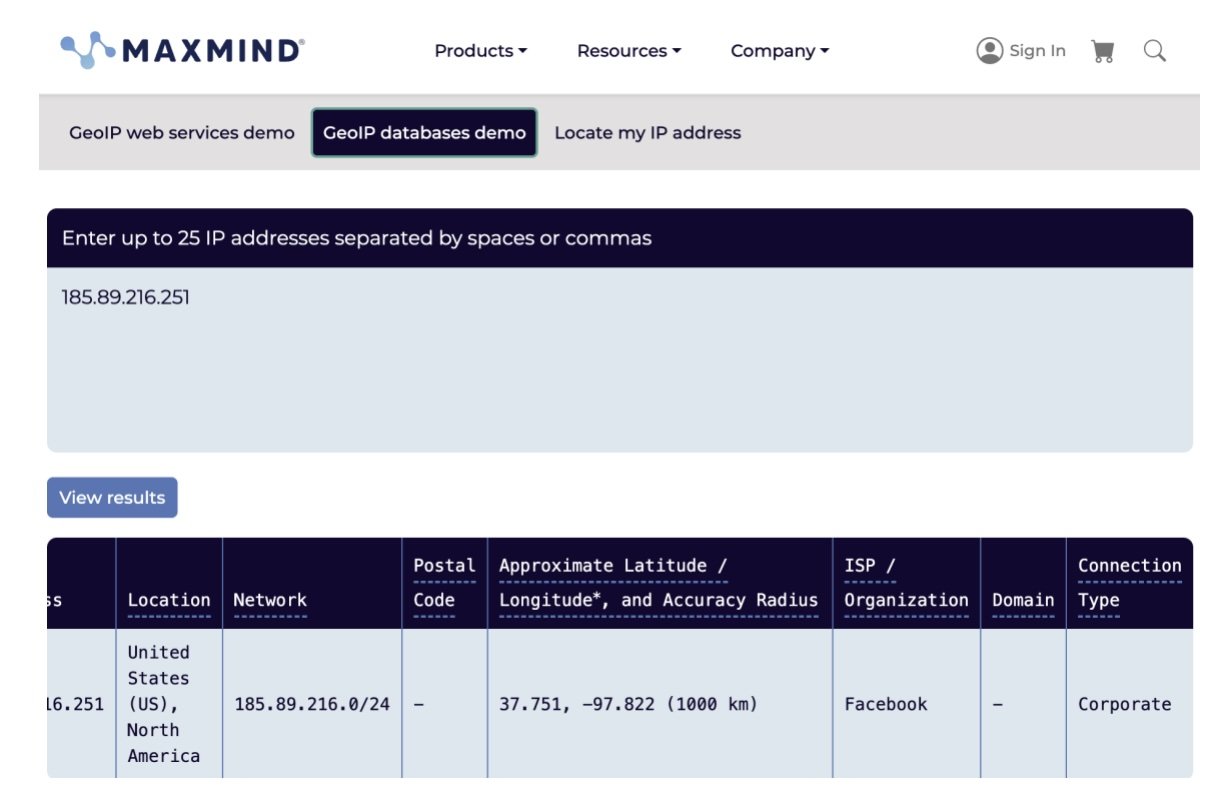 MAXMIND®
Products
Resources
Company
Sign In
GeoIP web services demo
GeoIP databases demo
Locate my IP address
Enter up to 25 IP addresses separated by spaces or commas
185.89.216.251
View results
ss
Location
Network
Postal
Code
Approximate Latitude /
Longitude*, and Accuracy Radius
ISP /
Organization
Domain
Connection
Type
16.251
United
States
(US),
North
America
185.89.216.0/24
–
37.751, -97.822 (1000 km)
Facebook
–
Corporate